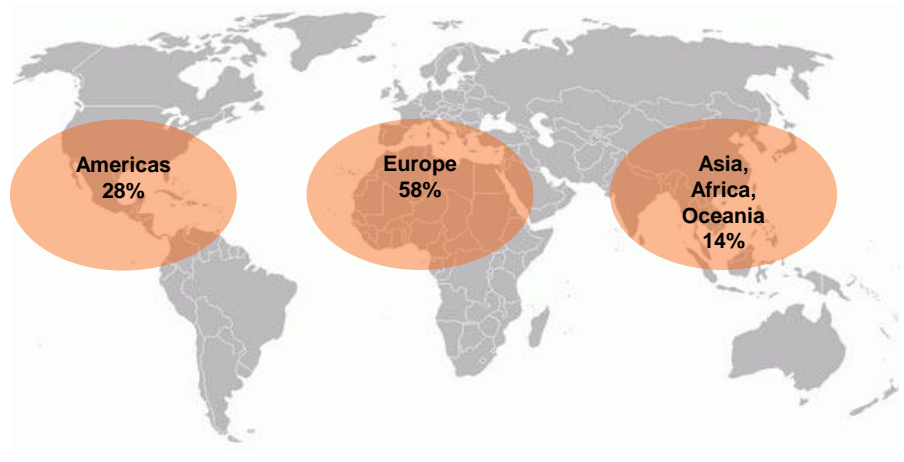 Americas
28%
Europe
58%
Asia,
Africa,
Oceania
14%